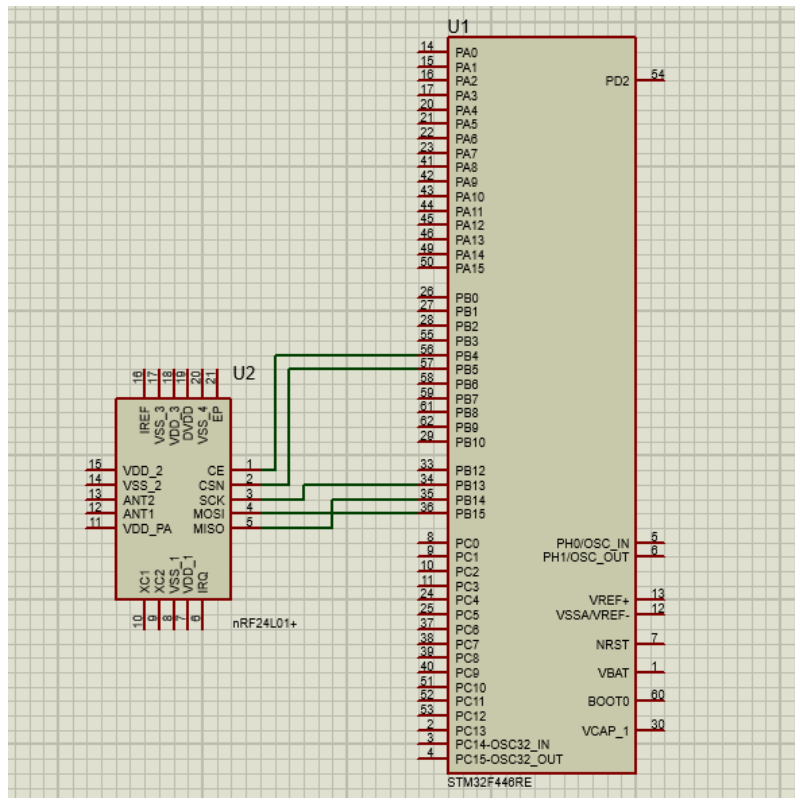 U1
14 PA0
15 PA1
16 PA2
17 PA3
20 PA4
21 PA5
22 PA6
23 PA7
41 PA8
42 PA9
43 PA10
44 PA11
45 PA12
46 PA13
49 PA14
50 PA15
PD2 54
26 PB0
27 PB1
28 PB2
55 PB3
56 PB4
57 PB5
58 PB6
59 PB7
61 PB8
62 PB9
29 PB10
33 PB12
34 PB13
35 PB14
36 PB15
8 PC0
9 PC1
10 PC2
11 PC3
24 PC4
25 PC5
37 PC6
38 PC7
39 PC8
40 PC9
51 PC10
52 PC11
53 PC12
2 PC13
3 PC14-OSC32_IN
4 PC15-OSC32_OUT
PH0/OSC_IN 5
PH1/OSC_OUT 6
VREF+ 13
VSSA/VREF- 12
NRST 7
VBAT 1
BOOT0 60
VCAP_1 30
STM32F446RE
U2
16 IREF
17 VSS_3
18 VDD_3
19 DVDD
20 VSS_4
21 EP
15 VDD_2
14 VSS_2
13 ANT2
12 ANT1
11 VDD_PA
CE 1
CSN 2
SCK 3
MOSI 4
MISO 5
XC1 10
XC2 9
VSS_1 8
VDD_1 7
IRQ 6
nRF24L01+